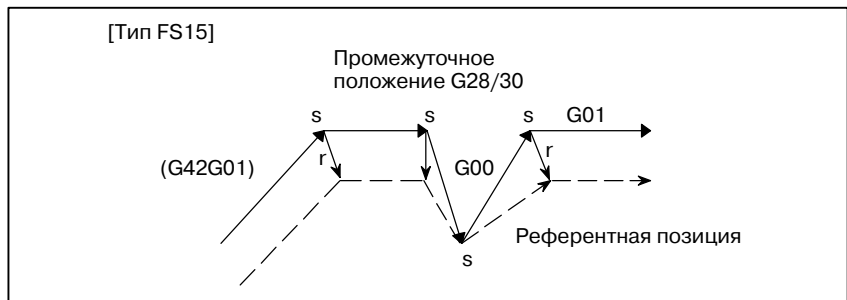 [Тип FS15]
Промежуточное
положение G28/30
s
s
s
G01
(G42G01)
r
G00
r
Референтная позиция
s